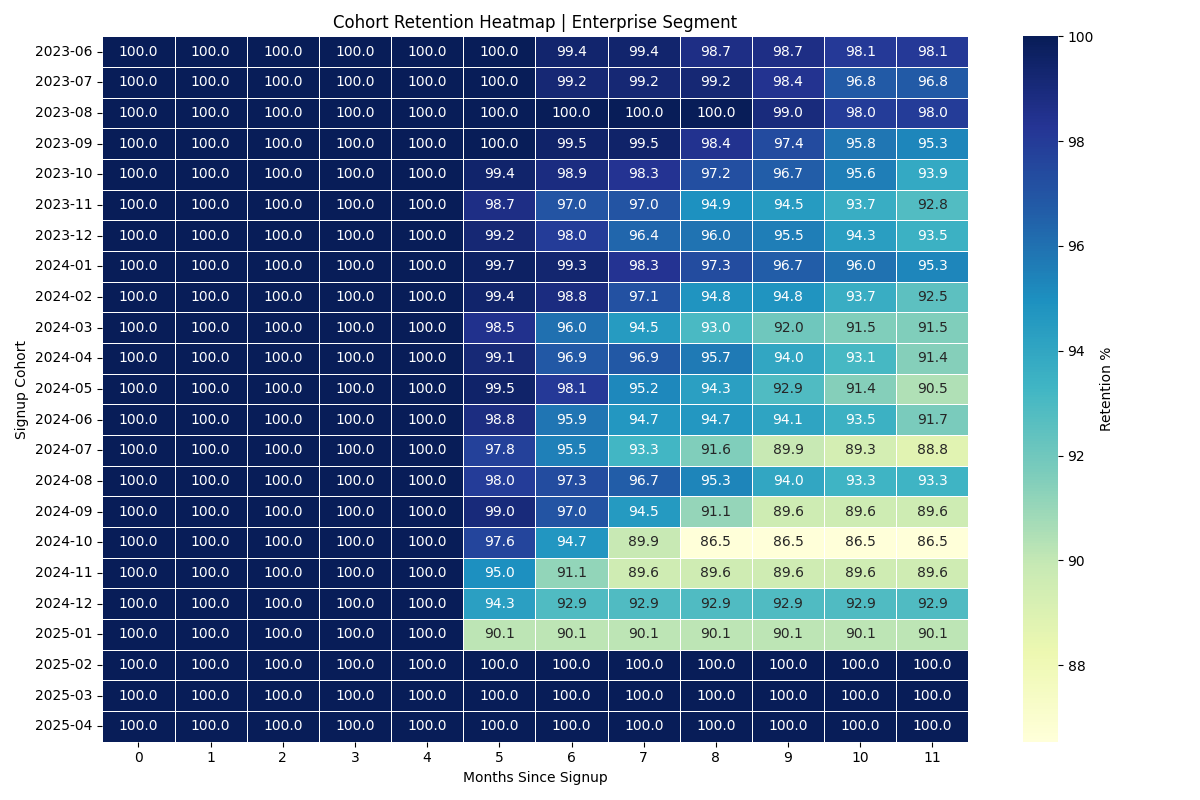 Cohort Retention Heatmap | Enterprise Segment
2023-06 100.0 100.0 100.0 100.0 100.0 100.0 99.4 99.4 98.7 98.7 98.1 98.1
2023-07 100.0 100.0 100.0 100.0 100.0 100.0 99.2 99.2 99.2 98.4 96.8 96.8
2023-08 100.0 100.0 100.0 100.0 100.0 100.0 100.0 100.0 100.0 99.0 98.0 98.0
2023-09 100.0 100.0 100.0 100.0 100.0 100.0 99.5 99.5 98.4 97.4 95.8 95.3
2023-10 100.0 100.0 100.0 100.0 100.0 99.4 98.9 98.3 97.2 96.7 95.6 93.9
2023-11 100.0 100.0 100.0 100.0 100.0 98.7 97.0 97.0 94.9 94.5 93.7 92.8
2023-12 100.0 100.0 100.0 100.0 100.0 99.2 98.0 96.4 96.0 95.5 94.3 93.5
2024-01 100.0 100.0 100.0 100.0 100.0 99.7 99.3 98.3 97.3 96.7 96.0 95.3
2024-02 100.0 100.0 100.0 100.0 100.0 99.4 98.8 97.1 94.8 94.8 93.7 92.5
2024-03 100.0 100.0 100.0 100.0 100.0 98.5 96.0 94.5 93.0 92.0 91.5 91.5
2024-04 100.0 100.0 100.0 100.0 100.0 99.1 96.9 96.9 95.7 94.0 93.1 91.4
2024-05 100.0 100.0 100.0 100.0 100.0 99.5 98.1 95.2 94.3 92.9 91.4 90.5
2024-06 100.0 100.0 100.0 100.0 100.0 98.8 95.9 94.7 94.7 94.1 93.5 91.7
2024-07 100.0 100.0 100.0 100.0 100.0 97.8 95.5 93.3 91.6 89.9 89.3 88.8
2024-08 100.0 100.0 100.0 100.0 100.0 98.0 97.3 96.7 95.3 94.0 93.3 93.3
2024-09 100.0 100.0 100.0 100.0 100.0 99.0 97.0 94.5 91.1 89.6 89.6 89.6
2024-10 100.0 100.0 100.0 100.0 100.0 97.6 94.7 89.9 86.5 86.5 86.5 86.5
2024-11 100.0 100.0 100.0 100.0 100.0 95.0 91.1 89.6 89.6 89.6 89.6 89.6
2024-12 100.0 100.0 100.0 100.0 100.0 94.3 92.9 92.9 92.9 92.9 92.9 92.9
2025-01 100.0 100.0 100.0 100.0 100.0 90.1 90.1 90.1 90.1 90.1 90.1 90.1
2025-02 100.0 100.0 100.0 100.0 100.0 100.0 100.0 100.0 100.0 100.0 100.0 100.0
2025-03 100.0 100.0 100.0 100.0 100.0 100.0 100.0 100.0 100.0 100.0 100.0 100.0
2025-04 100.0 100.0 100.0 100.0 100.0 100.0 100.0 100.0 100.0 100.0 100.0 100.0
0 1 2 3 4 5 6 7 8 9 10 11
Months Since Signup
Signup Cohort
100
98
96
94
92
90
88
Retention %